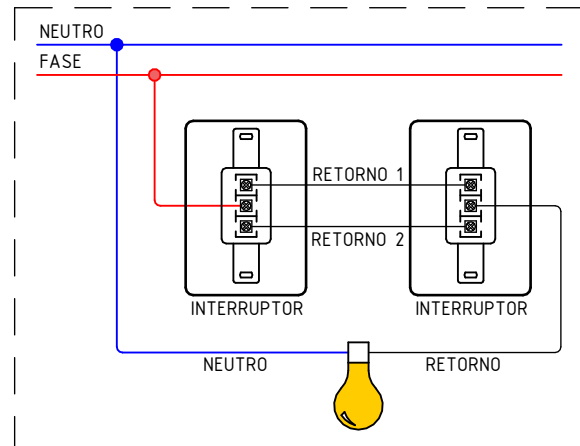 NEUTRO
FASE
RETORNO 1
RETORNO 2
INTERRUPTOR
INTERRUPTOR
NEUTRO
RETORNO